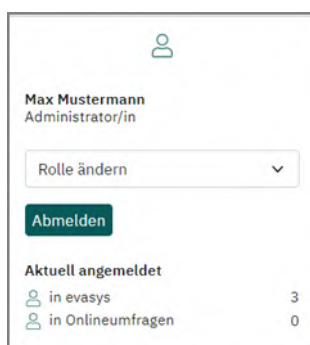 Max Mustermann
Administrator/in
Rolle ändern
Abmelden
Aktuell angemeldet
in evasys 3
in Onlineumfragen 0